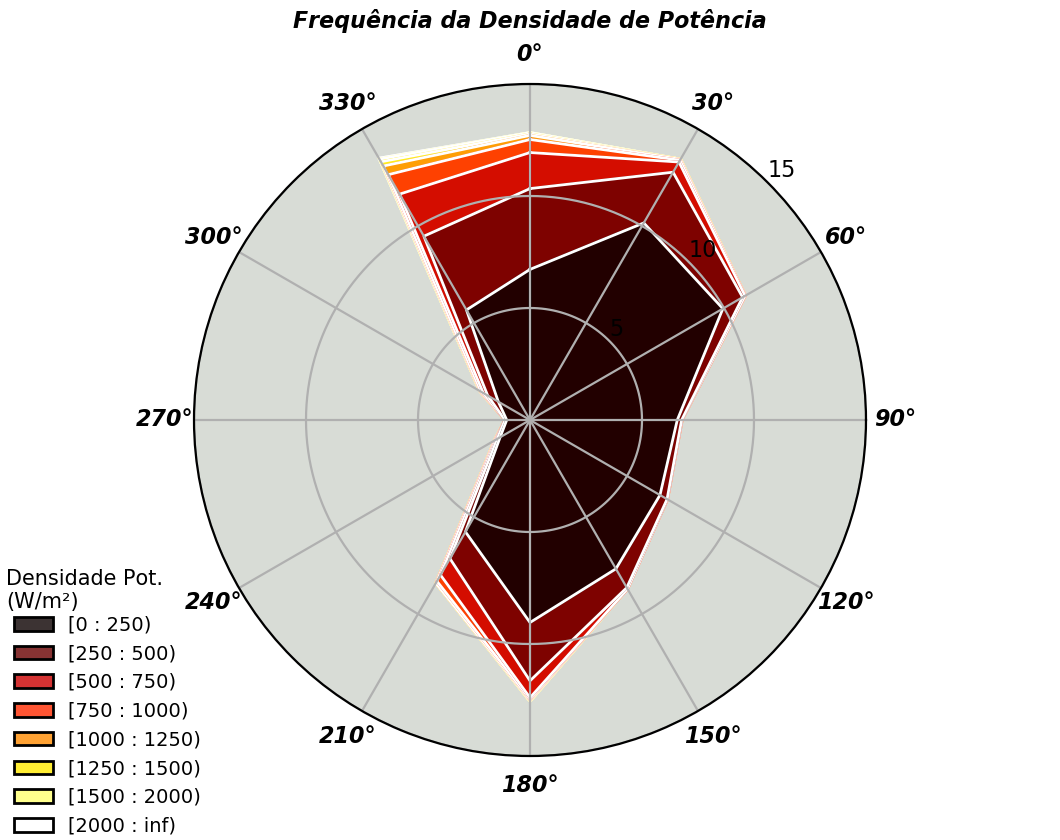 Frequência da Densidade de Potência
0°
330°
30°
15
300°
60°
10
5
270°
90°
Densidade Pot.
(W/m²)
240°
120°
[0 : 250)
[250 : 500)
[500 : 750)
[750 : 1000)
[1000 : 1250)
[1250 : 1500)
[1500 : 2000)
[2000 : inf)
210°
150°
180°